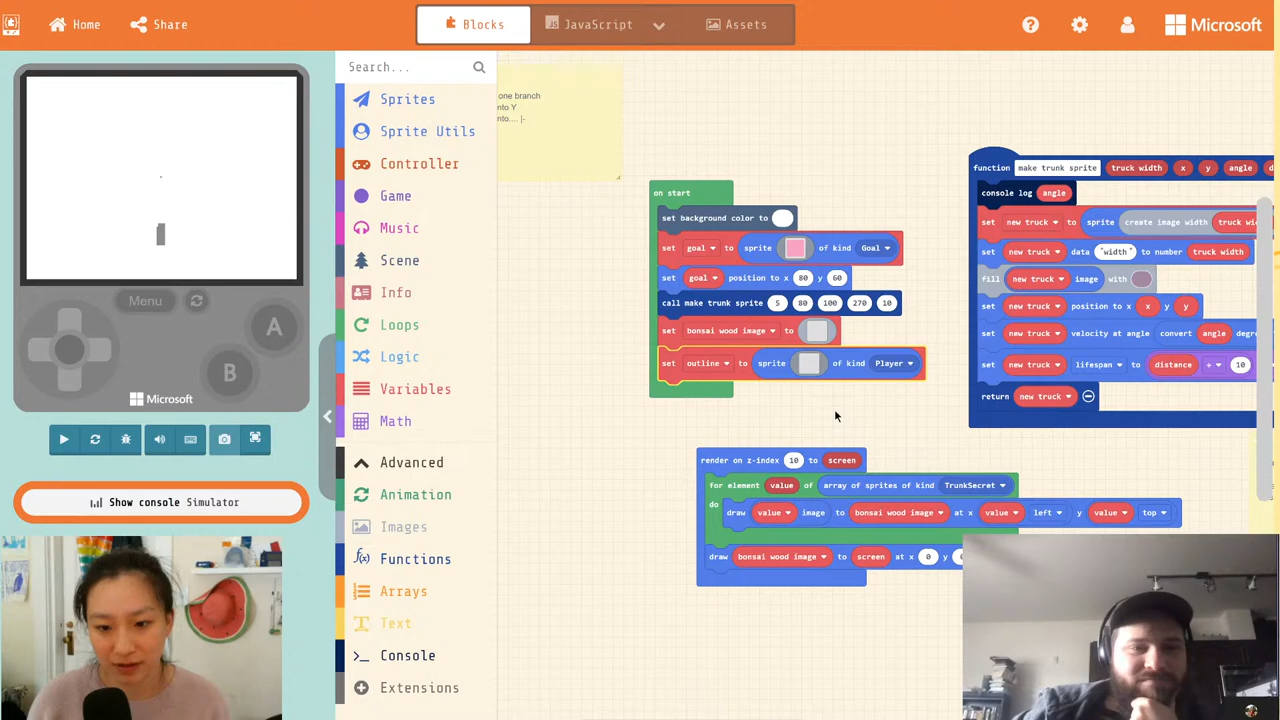 Home
Share
Blocks
JavaScript
Assets
Microsoft
Search...
Sprites
Sprite Utils
Controller
Game
Music
Scene
Info
Loops
Logic
Variables
Math
Advanced
Animation
Images
Functions
Arrays
Text
Console
Extensions
Menu
A
B
Microsoft
Show console Simulator
one branch
nto Y
nto.... |-
on start
set background color to
set goal to sprite of kind Goal
set goal position to x 80 y 60
call make trunk sprite 5 80 100 270 10
set bonsai wood image to
set outline to sprite of kind Player
render on z-index 10 to screen
for element value of array of sprites of kind TrunkSecret
do draw value image to bonsai wood image at x value left y value top
draw bonsai wood image to screen at x 0 y
function make trunk sprite trunk width x y angle
console log angle
set new truck to sprite create image width truck wi
set new truck data "width" to number truck width
fill new truck image with
set new truck position to x x y y
set new truck velocity at angle convert angle degre
set new truck lifespan to distance ÷ 10
return new truck